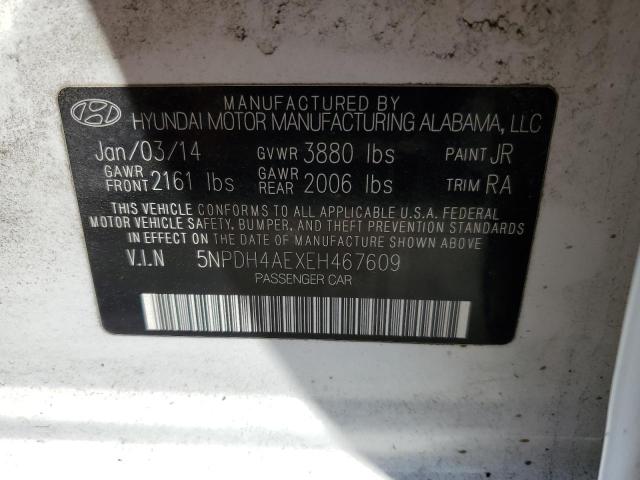 MANUFACTURED BY
HYUNDAI MOTOR MANUFACTURING ALABAMA, LLC
Jan/03/14 GVWR 3880 lbs PAINT JR
GAWR FRONT 2161 lbs GAWR REAR 2006 lbs TRIM RA
THIS VEHICLE CONFORMS TO ALL APPLICABLE U.S.A. FEDERAL
MOTOR VEHICLE SAFETY, BUMPER, AND THEFT PREVENTION STANDARDS
IN EFFECT ON THE DATE OF MANUFACTURE SHOWN ABOVE.
V.I.N 5NPDH4AEXEH467609
PASSENGER CAR